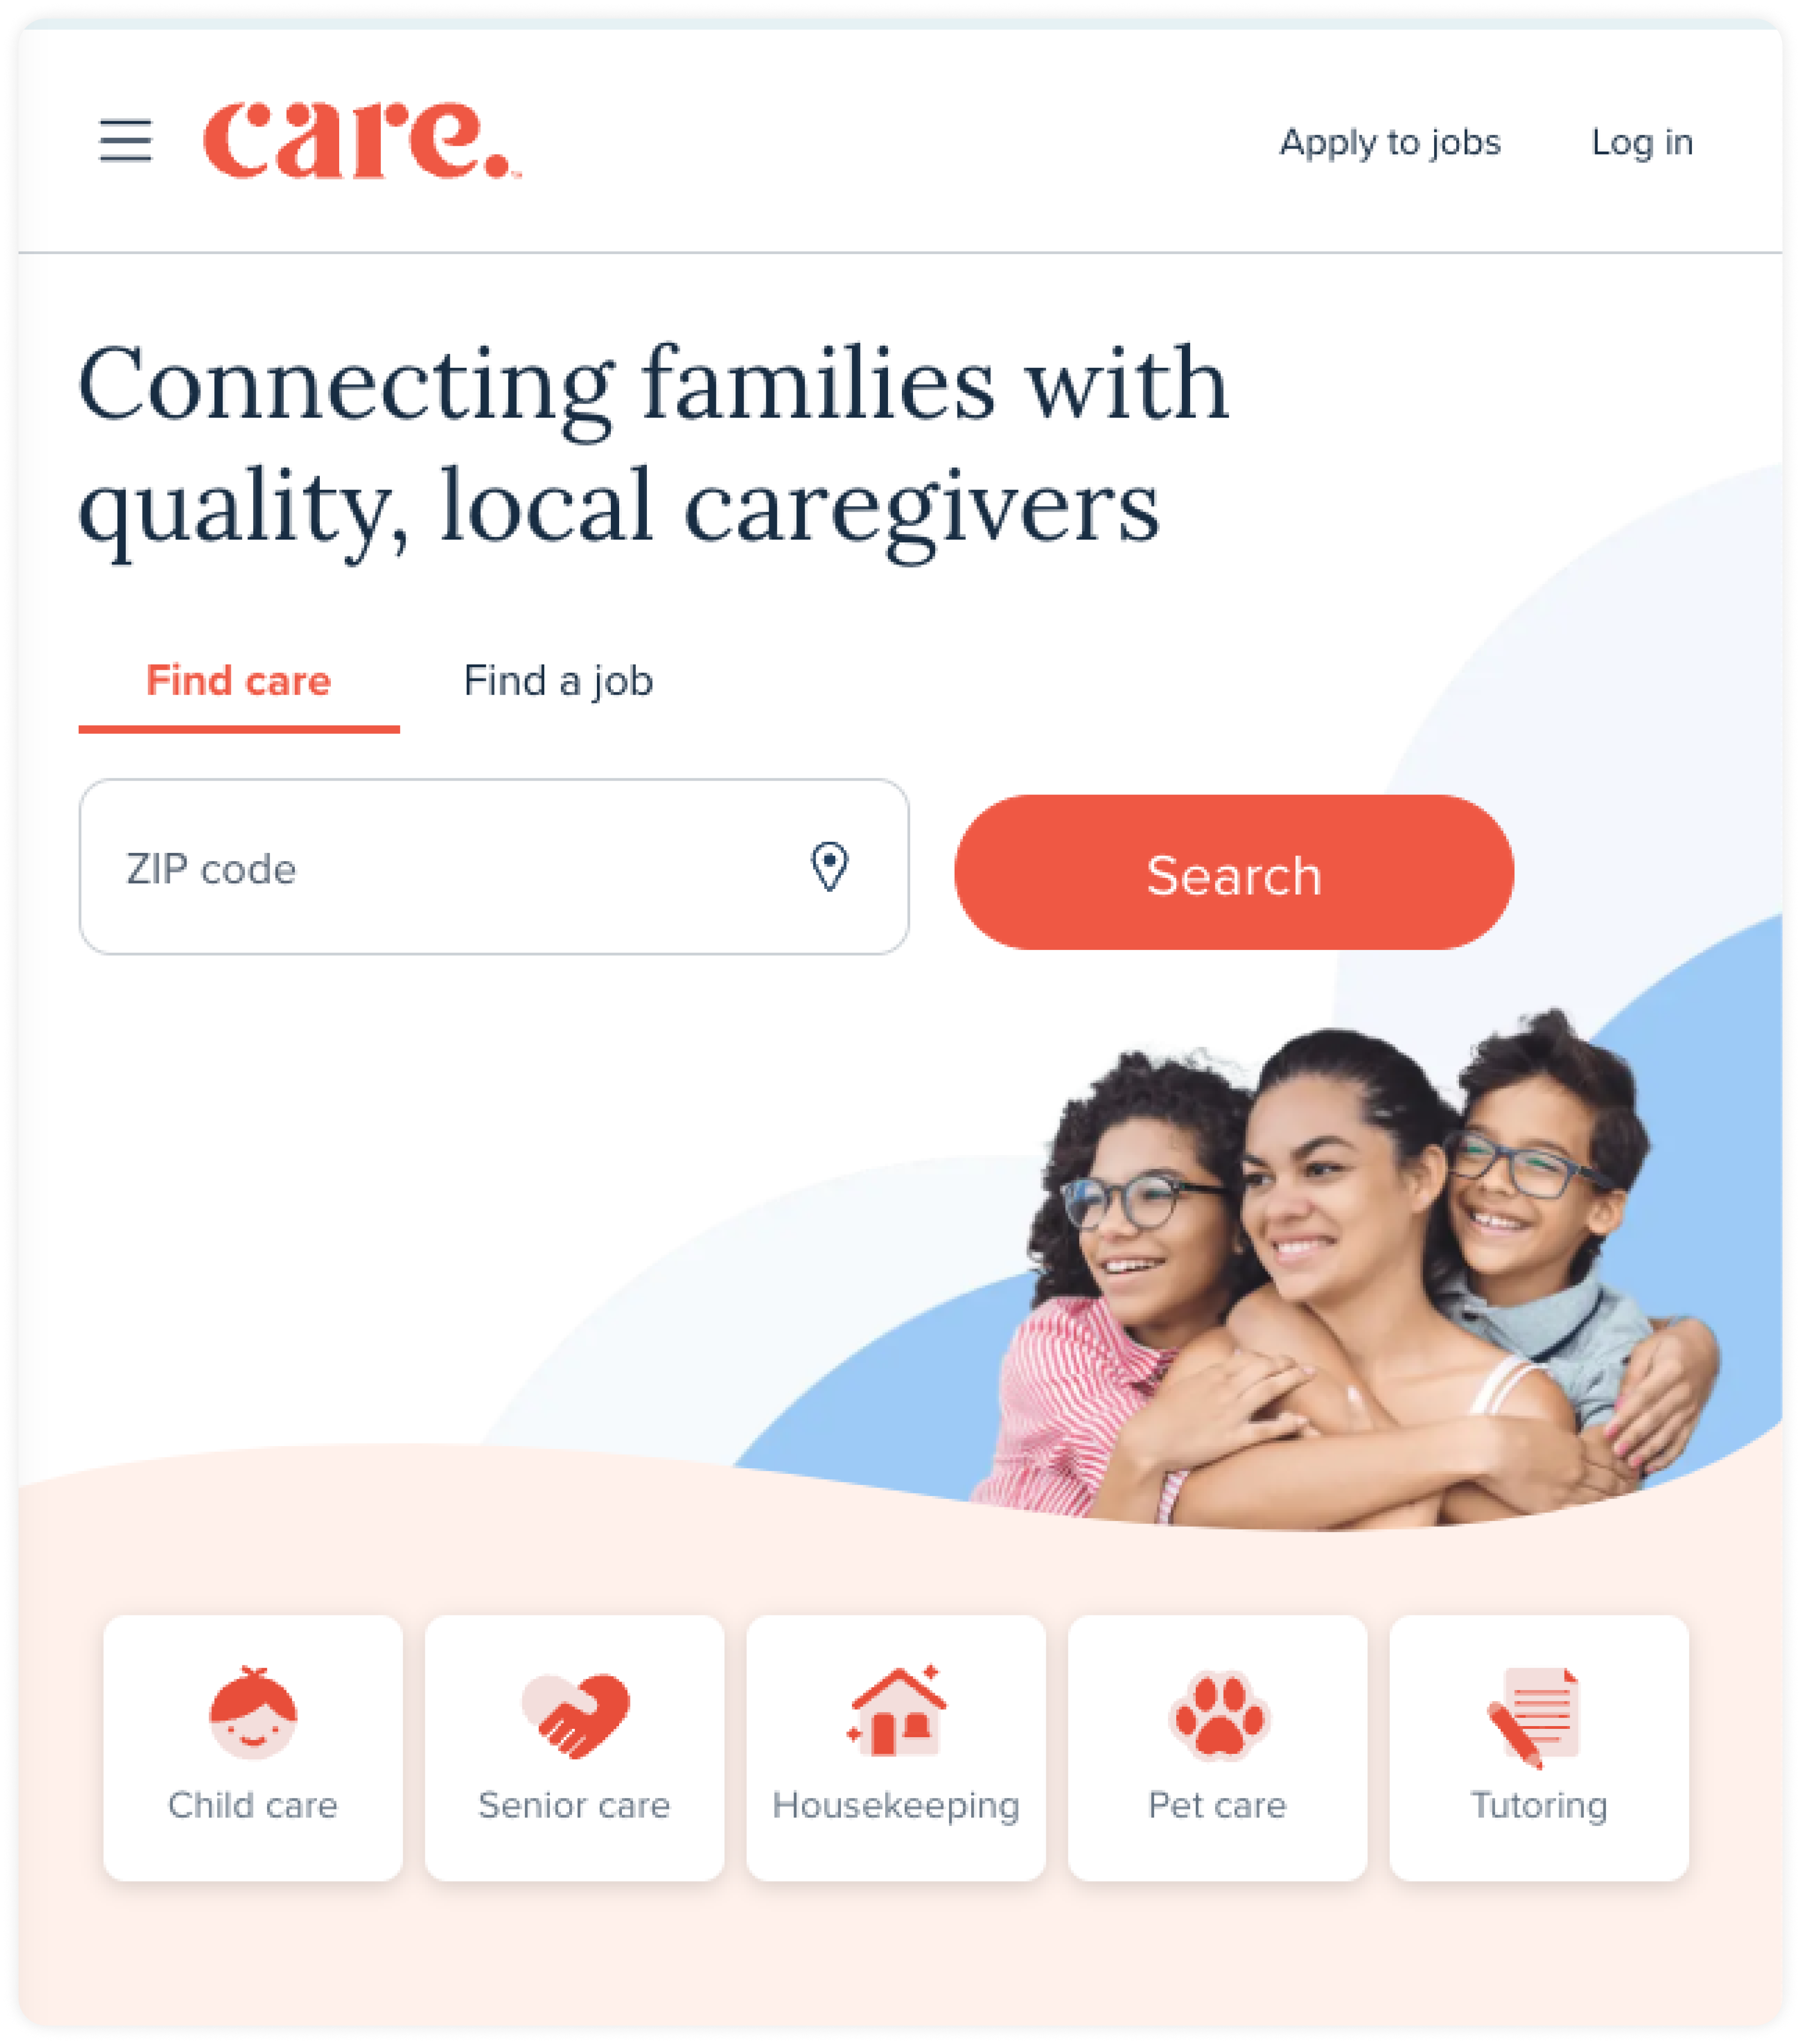 care.
Apply to jobs
Log in
Connecting families with
quality, local caregivers
Find care
Find a job
ZIP code
Search
Child care
Senior care
Housekeeping
Pet care
Tutoring